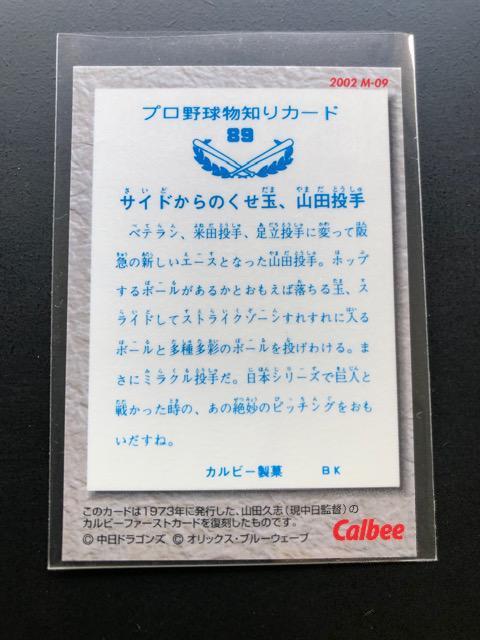 2002 M-09
プロ野球物知りカード
89
サイドからのくせ玉、山田投手
ベテラン、米田投手、足立投手に変って阪
急の新しいエースとなった山田投手。ホップ
するボールがあるかとおもえば落ちる玉、ス
ライドしてストライクゾーンすれすれに入る
ボールと多種多彩のボールを投げわける。ま
さにミラクル投手だ。日本シリーズで巨人と
戦かった時の、あの絶妙のピッチングをおも
いだすね。
カルビー製菓 BK
このカードは1973年に発行した、山田久志（現中日監督）の
カルビーファーストカードを復刻したものです。
Ⓒ中日ドラゴンズ Ⓒオリックス・ブルーウェーブ
Calbee